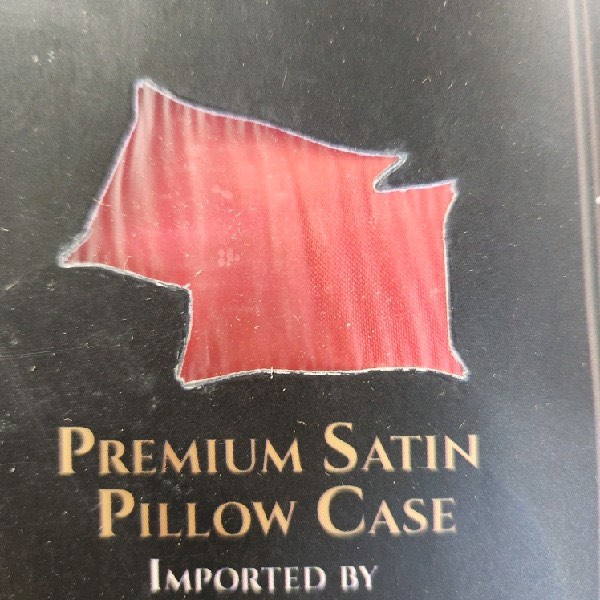 Premium Satin
Pillow Case
Imported by